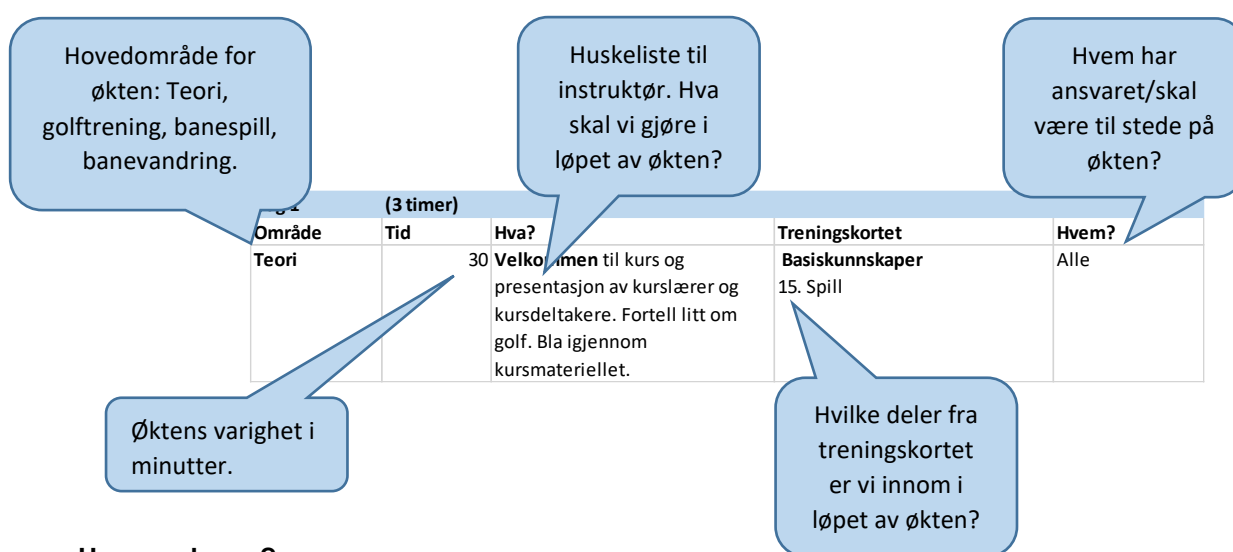 Hovedområde for
økten: Teori,
golftrening, banespill,
banevandring.
Huskeliste til
instruktør. Hva
skal vi gjøre i
løpet av økten?
Hvem har
ansvaret/skal
være til stede på
økten?
(3 timer)
Område Tid Hva? Treningskortet Hvem?
Teori 30 Velkommen til kurs og Basiskunnskaper Alle
presentasjon av kurslærer og 15. Spill
kursdeltakere. Fortell litt om
golf. Bla igjennom
kursmateriellet.
Øktens varighet i
minutter.
Hvilke deler fra
treningskortet
er vi innom i
løpet av økten?